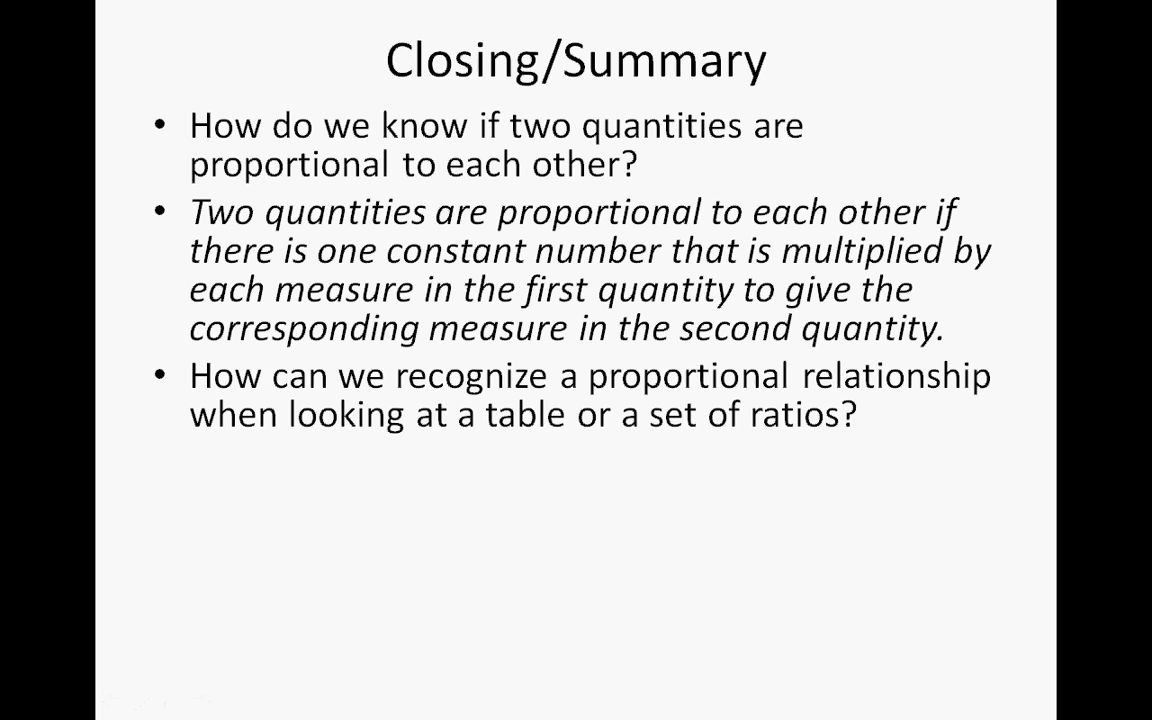 Closing/Summary
• How do we know if two quantities are
proportional to each other?
• Two quantities are proportional to each other if
there is one constant number that is multiplied by
each measure in the first quantity to give the
corresponding measure in the second quantity.
• How can we recognize a proportional relationship
when looking at a table or a set of ratios?